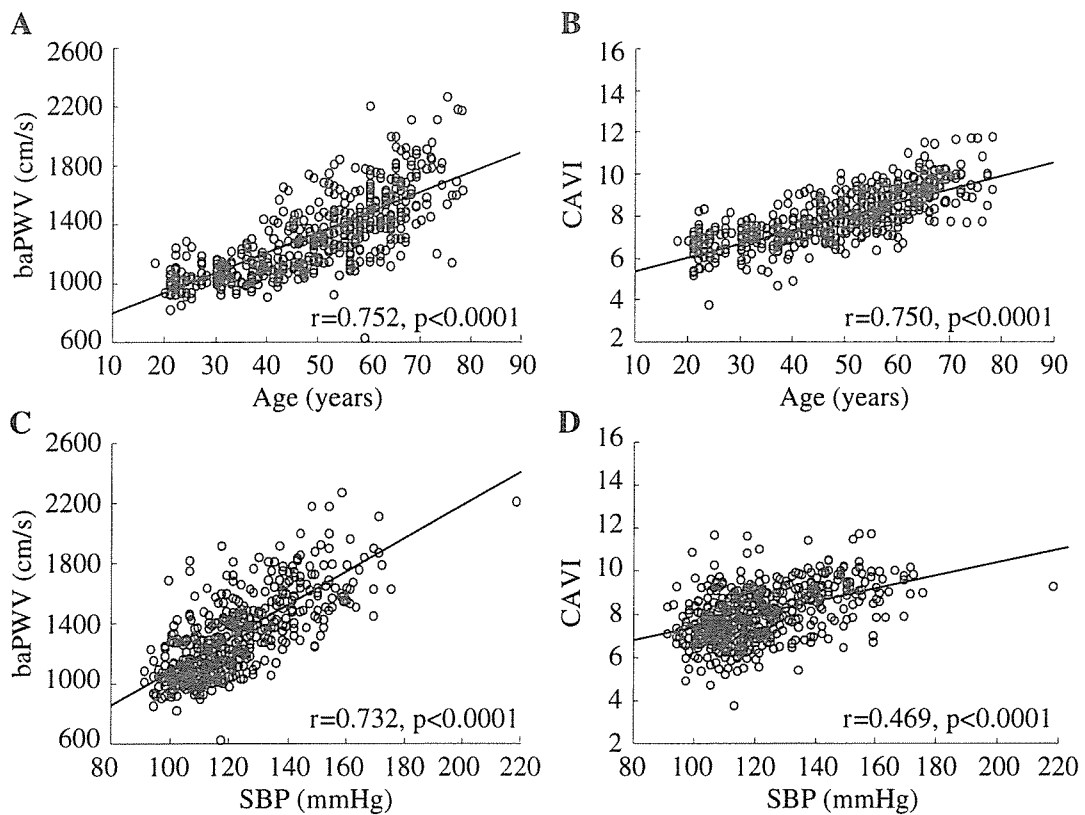 A
2600
2200
1800
1400
1000
600
baPWV (cm/s)
r=0.752, p<0.0001
10 20 30 40 50 60 70 80 90
Age (years)
B
16
14
12
10
8
6
4
2
CAVI
r=0.750, p<0.0001
10 20 30 40 50 60 70 80 90
Age (years)
C
2600
2200
1800
1400
1000
600
baPWV (cm/s)
r=0.732, p<0.0001
80 100 120 140 160 180 200 220
SBP (mmHg)
D
16
14
12
10
8
6
4
2
CAVI
r=0.469, p<0.0001
80 100 120 140 160 180 200 220
SBP (mmHg)